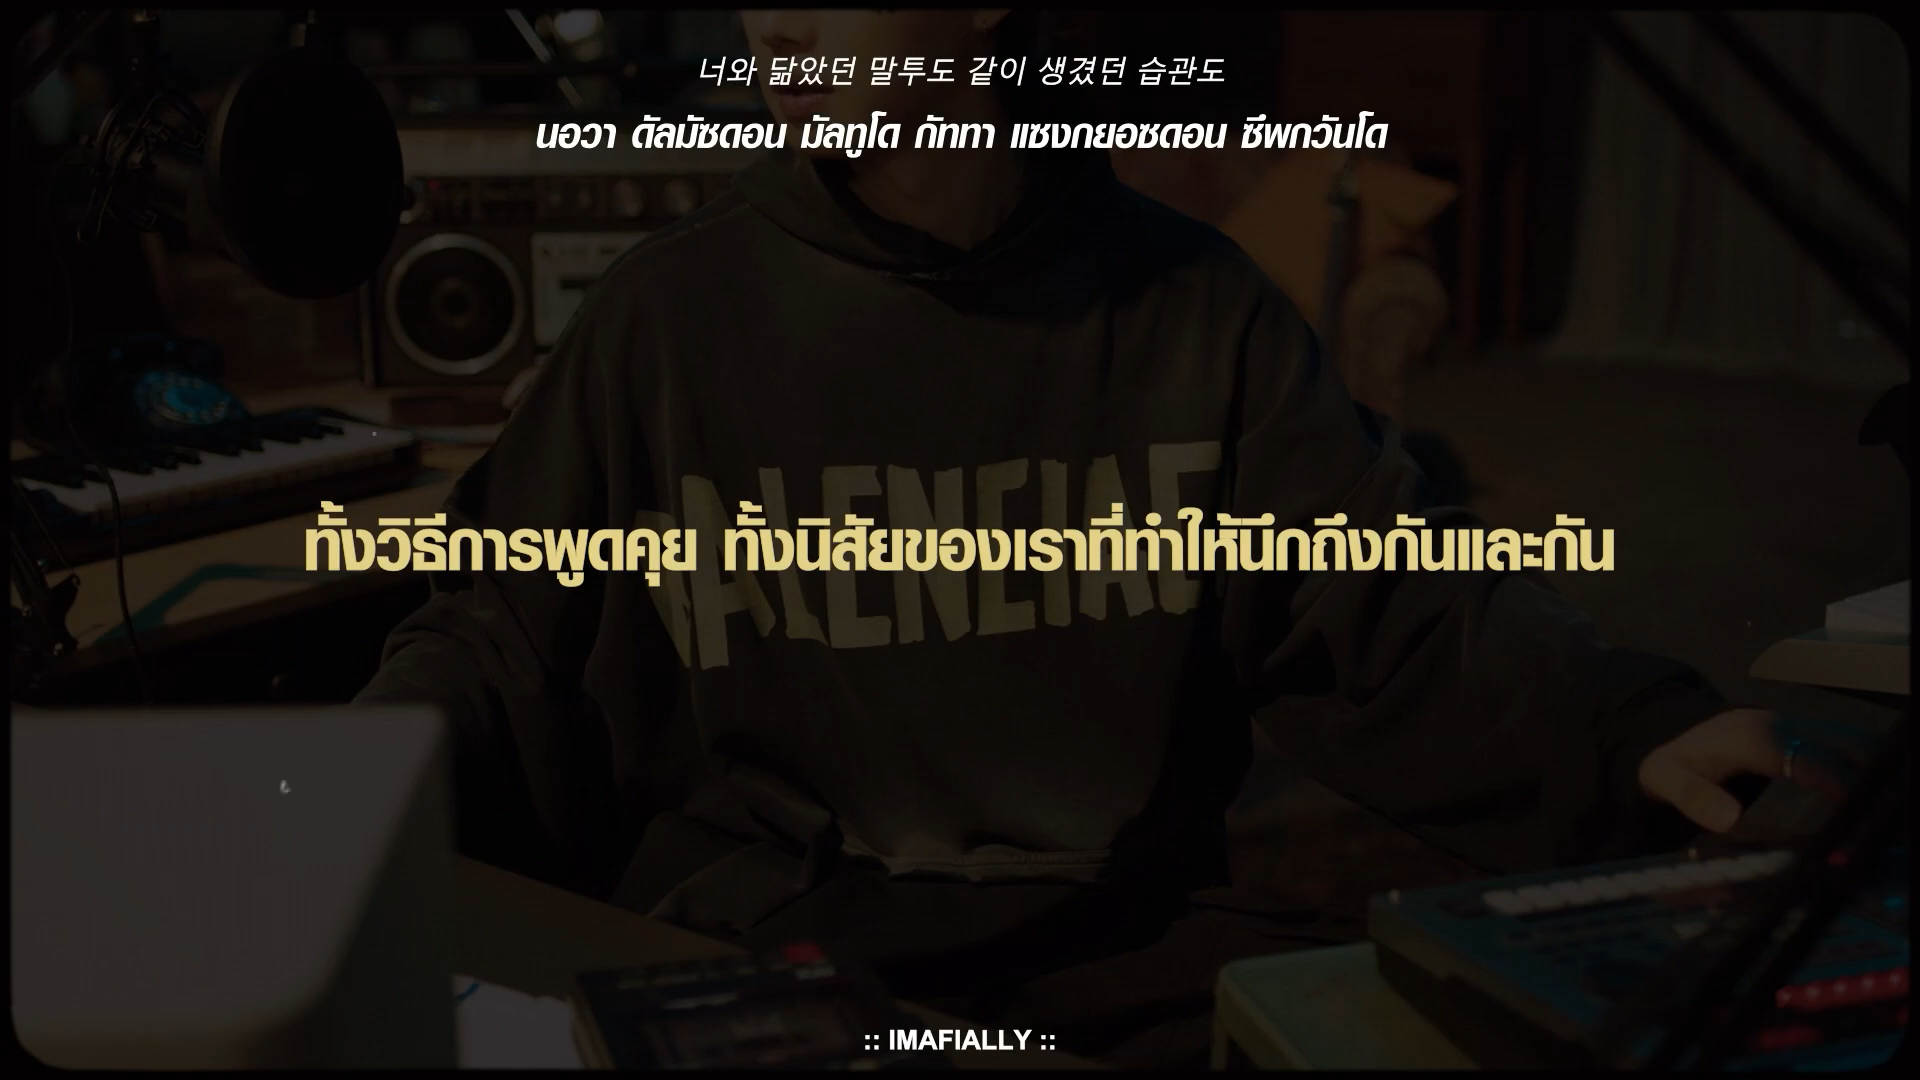 너와 닮았던 말투도 같이 생겼던 습관도
นอวา ดัลมัซดอน มัลทูโด กัททา แซงกยอซดอน ซึพกวันโด
ทั้งวิธีการพูดคุย ทั้งนิสัยของเราที่ทำให้นึกถึงกันและกัน
:: IMAFIALLY ::